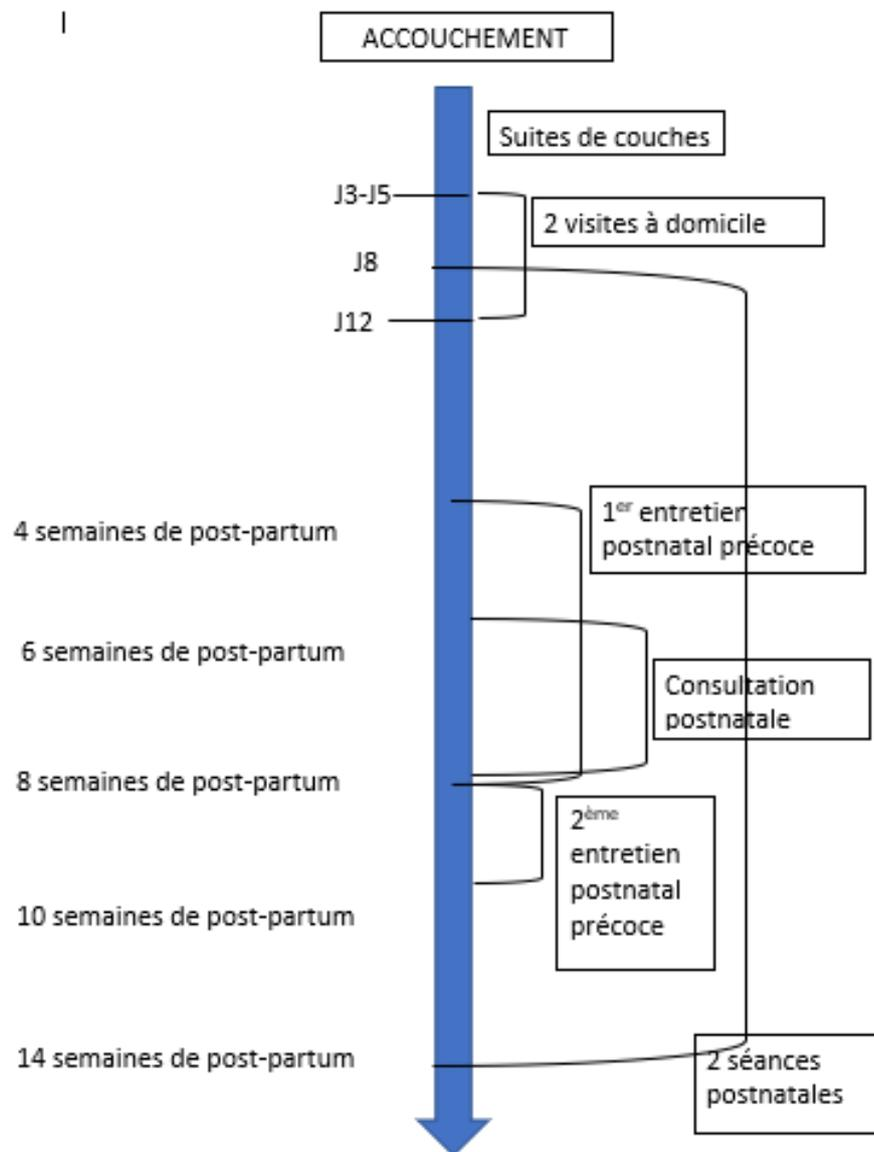 ACCOUCHEMENT
Suites de couches
J3-J5
2 visites à domicile
J8
J12
4 semaines de post-partum
1er entretien
postnatal précoce
6 semaines de post-partum
Consultation
postnatale
8 semaines de post-partum
2ème
entretien
postnatal
précoce
10 semaines de post-partum
14 semaines de post-partum
2 séances
postnatales